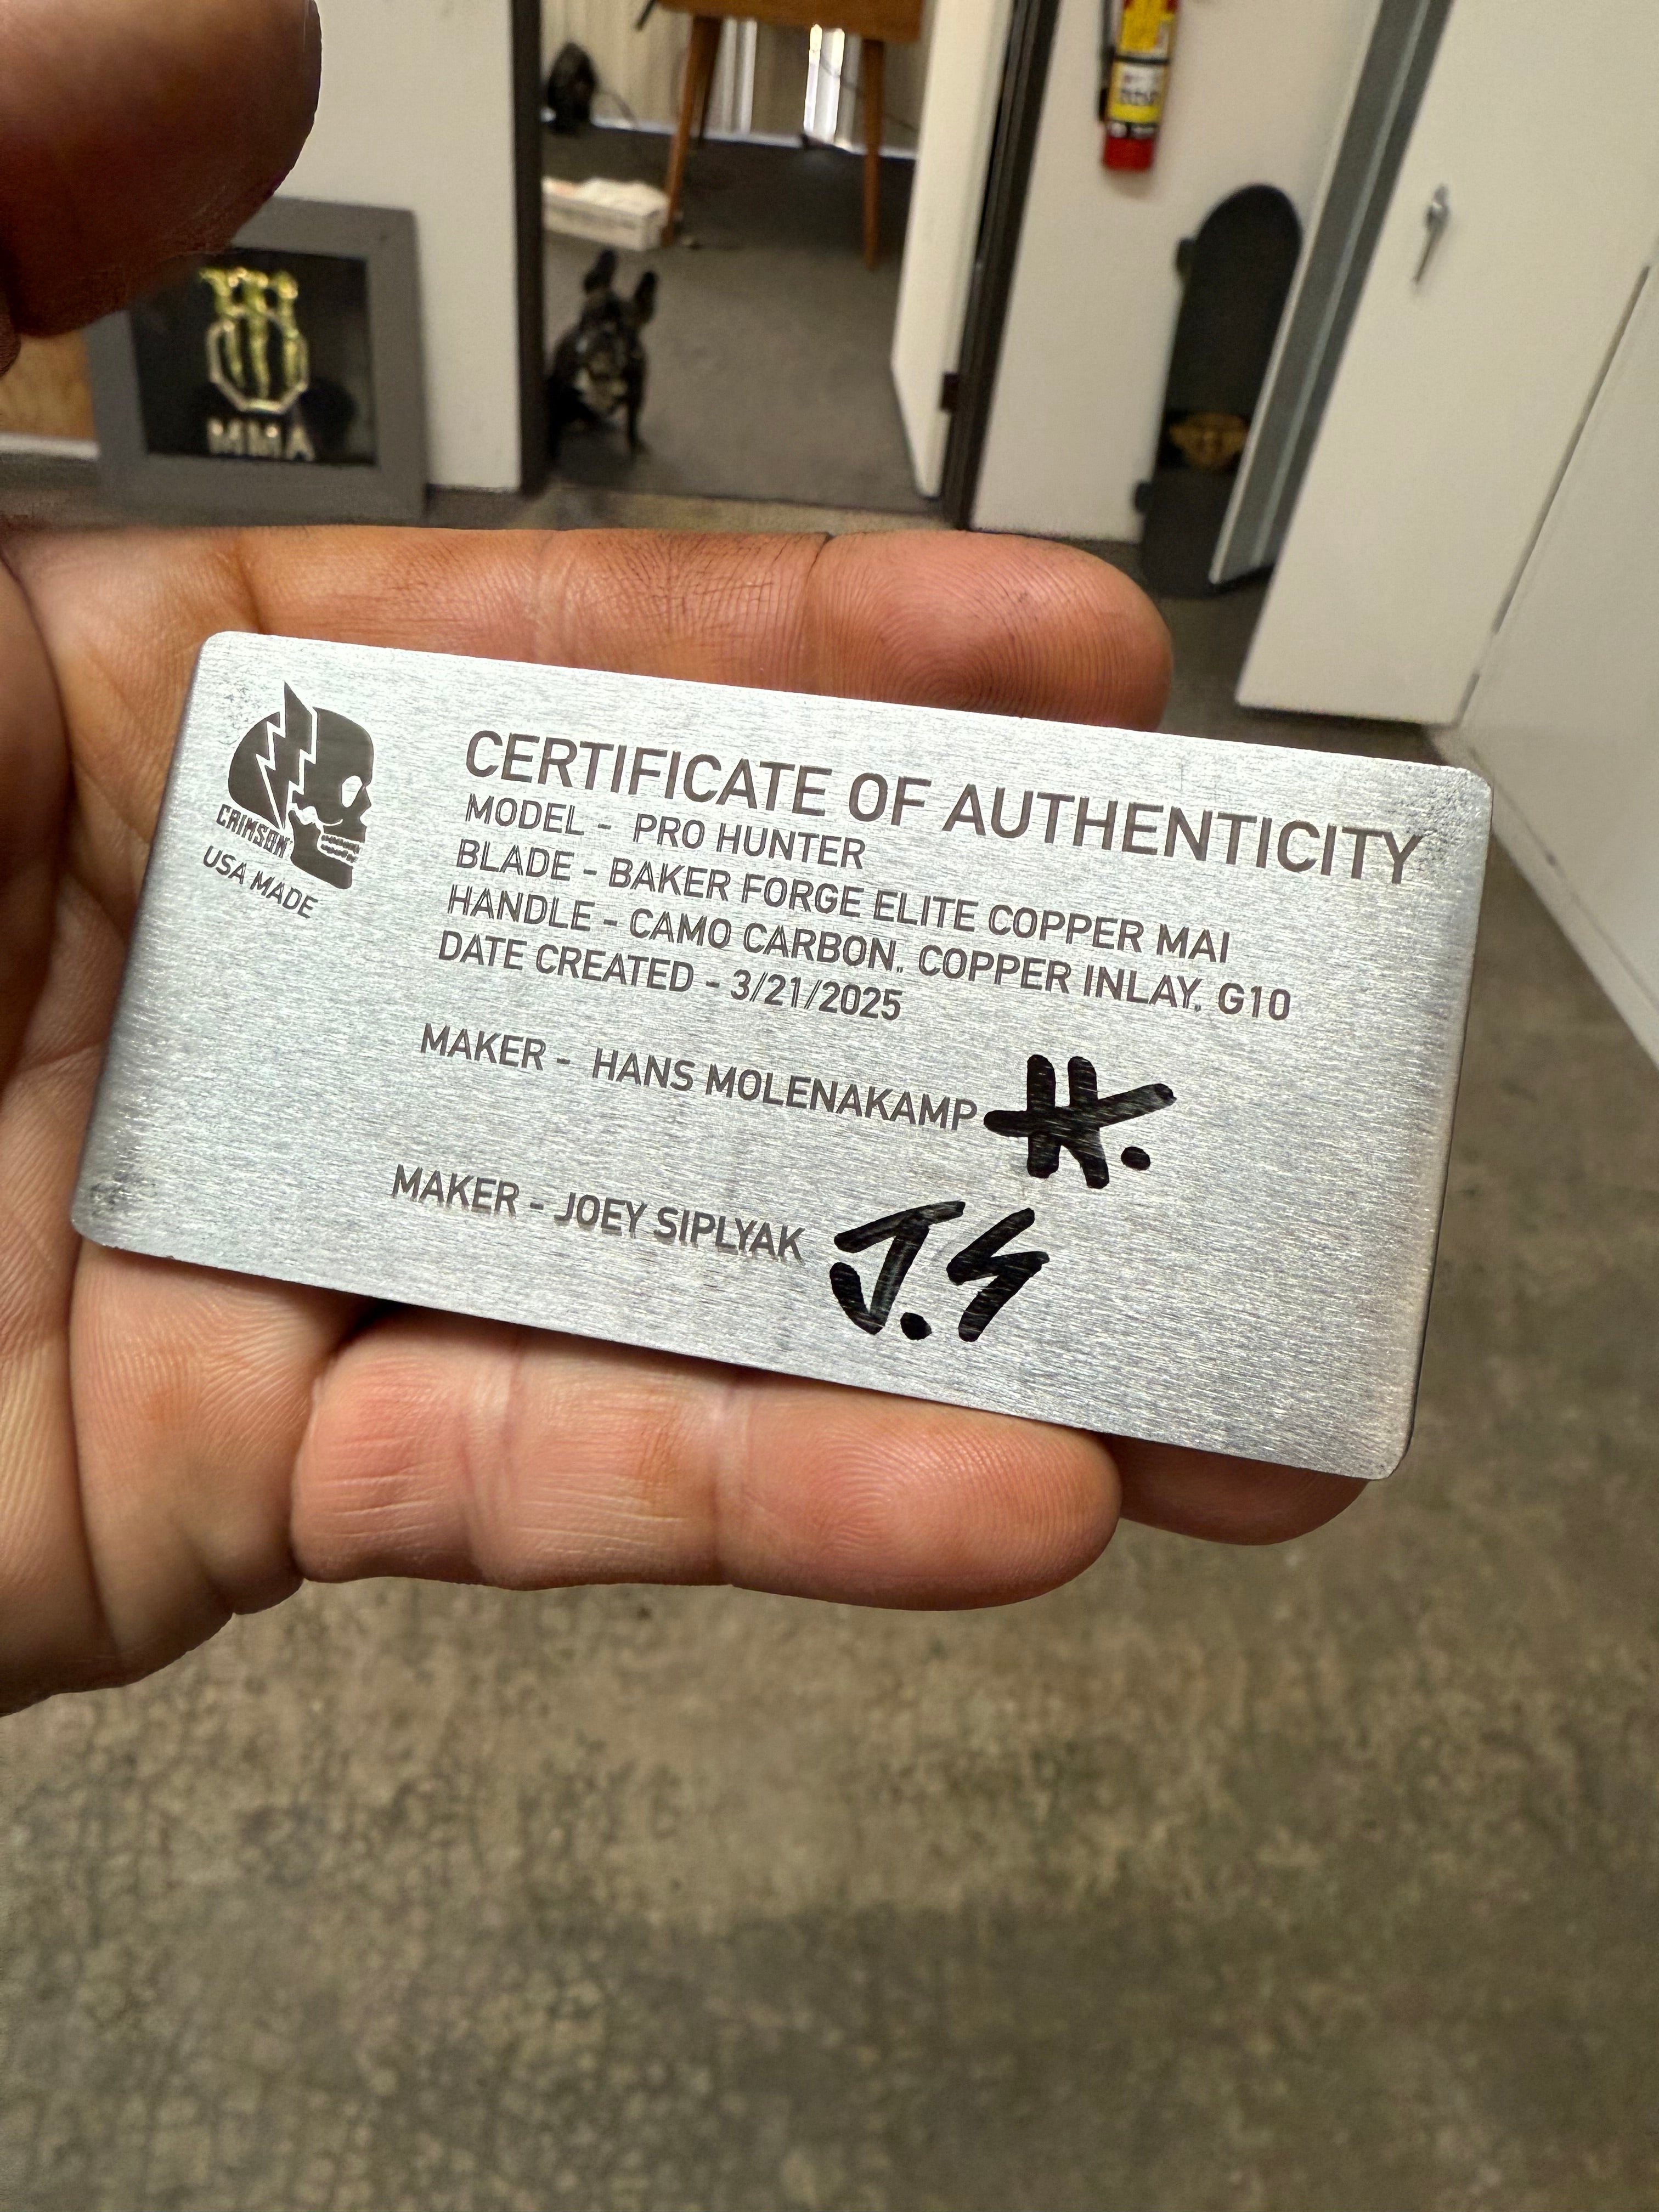 MMA
CRIMSON
USA MADE
CERTIFICATE OF AUTHENTICITY
MODEL - PRO HUNTER
BLADE - BAKER FORGE ELITE COPPER MAI
HANDLE - CAMO CARBON, COPPER INLAY, G10
DATE CREATED - 3/21/2025
MAKER - HANS MOLENAKAMP H.
MAKER - JOEY SIPLYAK J.S